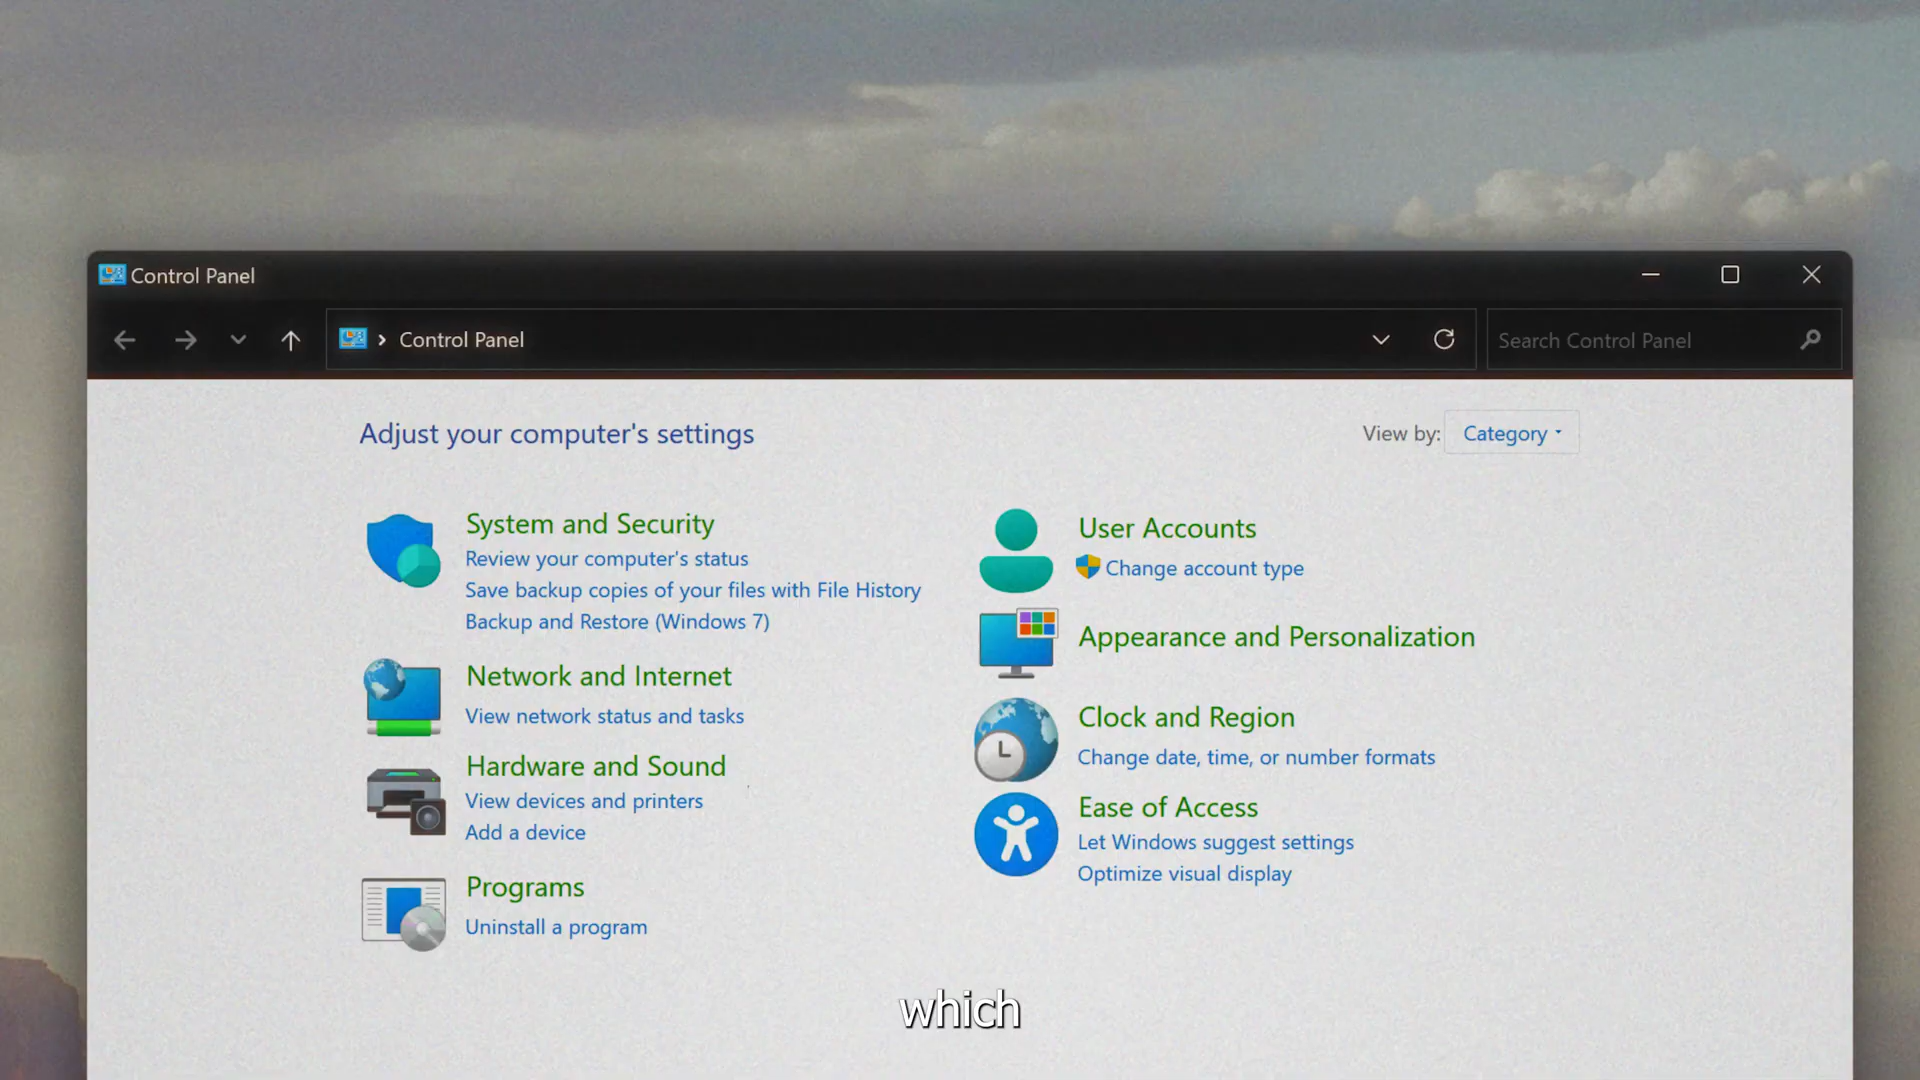 Control Panel
Control Panel
Search Control Panel
Adjust your computer's settings
View by: Category
System and Security
Review your computer's status
Save backup copies of your files with File History
Backup and Restore (Windows 7)
Network and Internet
View network status and tasks
Hardware and Sound
View devices and printers
Add a device
Programs
Uninstall a program
User Accounts
Change account type
Appearance and Personalization
Clock and Region
Change date, time, or number formats
Ease of Access
Let Windows suggest settings
Optimize visual display
which